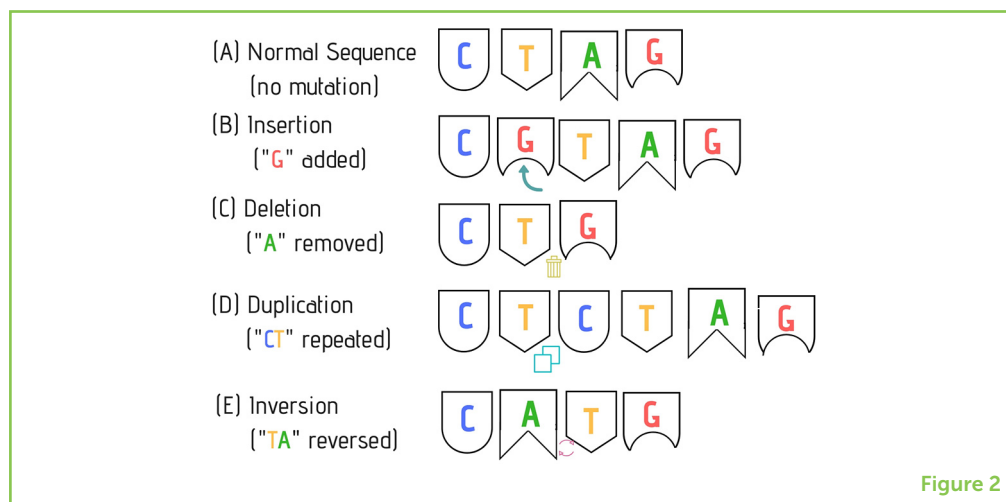 (A) Normal Sequence
(no mutation)
C T A G
(B) Insertion
("G" added)
C G T A G
(C) Deletion
("A" removed)
C T G
(D) Duplication
("CT" repeated)
C T C T A G
(E) Inversion
("TA" reversed)
C A T G
Figure 2